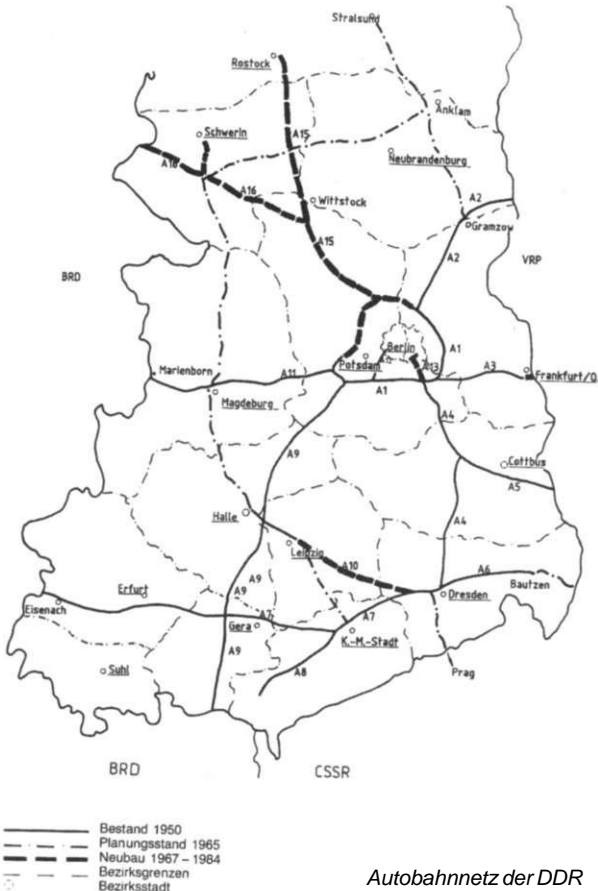 Stralsund
Rostock
Anklam
Schwerin
A15
Neubrandenburg
A16
A16
Wittstock
A2
Gramzow
A15
BRD
A2
VRP
Berlin
A1
Marienborn
A11
Potsdam
A13
A3
Frankfurt/O.
A1
Magdeburg
A4
A9
Cottbus
A5
Halle
A4
Leipzig
A10
A9
A6
Bautzen
Erfurt
A9
Dresden
Eisenach
A7
A7
Gera
K.-M.-Stadt
A9
A8
Prag
Suhl
BRD
CSSR
Bestand 1950
Planungsstand 1965
Neubau 1967 – 1984
Bezirksgrenzen
Bezirksstadt
Autobahnnetz der DDR